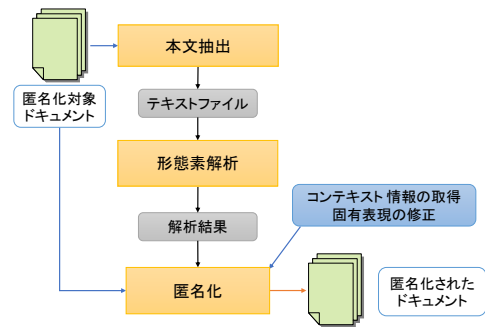 本文抽出
匿名化対象
ドキュメント
テキストファイル
形態素解析
コンテキスト情報の取得
固有表現の修正
解析結果
匿名化
匿名化された
ドキュメント